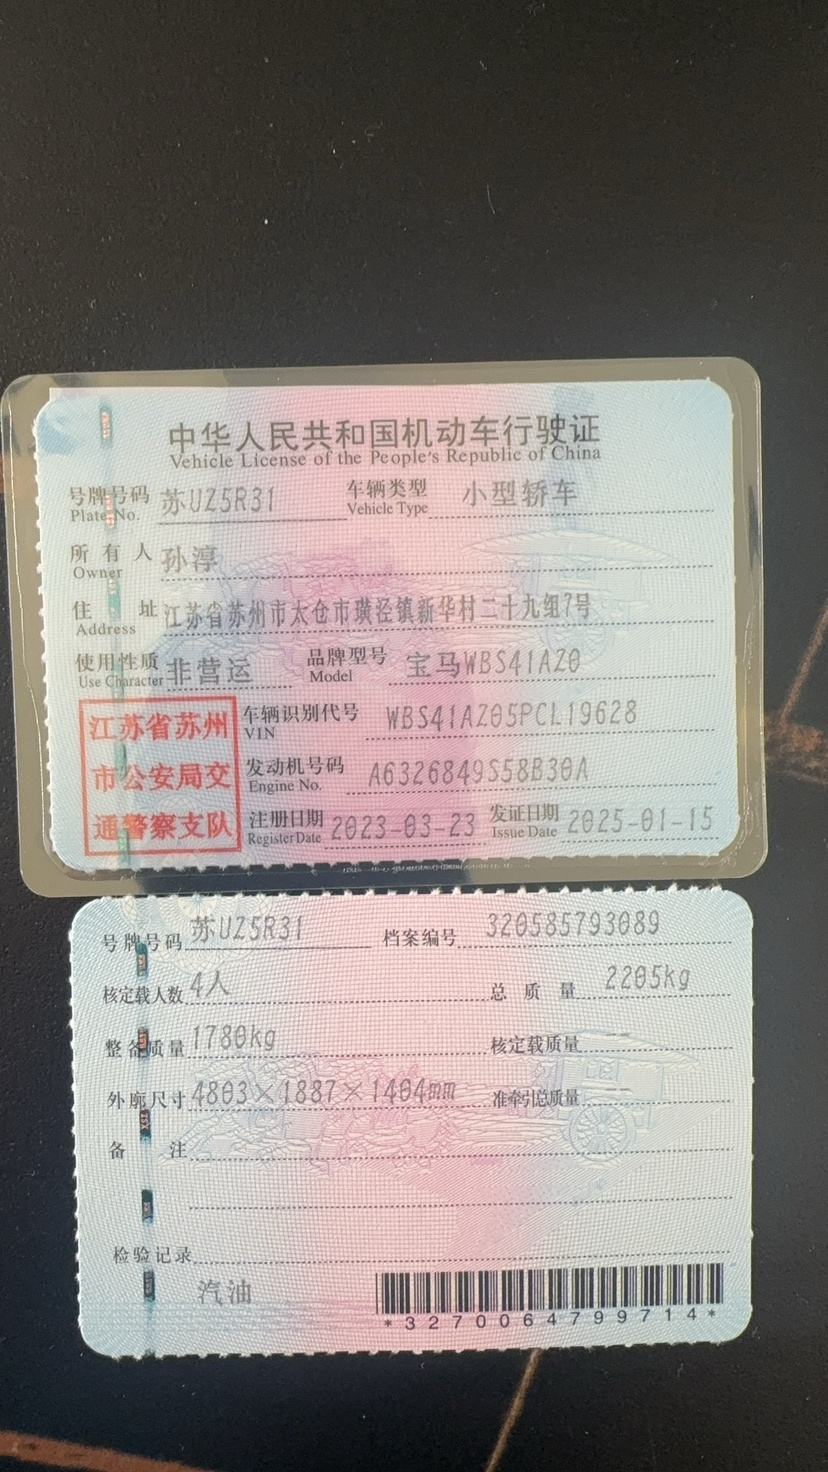 中华人民共和国机动车行驶证
Vehicle License of the People's Republic of China
号牌号码 苏UZ5R31 车辆类型 小型轿车
Plate No. Vehicle Type
所有人 孙淳
Owner
住址 江苏省苏州市太仓市璜泾镇新华村二十九组7号
Address
使用性质 非营运 品牌型号 宝马WBS41AZ0
Use Character Model
江苏省苏州
市公安局交
通警察支队
车辆识别代号 WBS41AZ05PCL19628
VIN
发动机号码 A6326849S58B30A
Engine No.
注册日期 2023-03-23 发证日期 2025-01-15
Register Date Issue Date
号牌号码 苏UZ5R31 档案编号 320585793089
核定载人数 4人 总质量 2205kg
整备质量 1780kg 核定载质量 --
外廓尺寸 4803×1887×1404mm 准牵引总质量 --
备注
检验记录
汽油
*3270064799714*